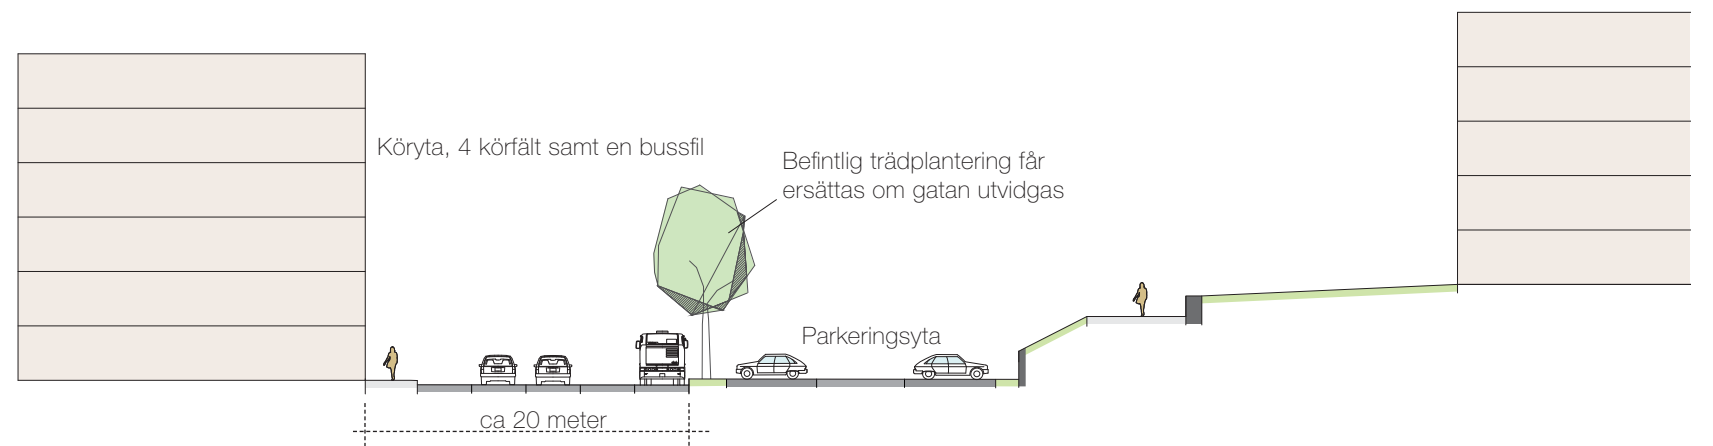 Köryta, 4 körfält samt en bussfil
Befintlig trädplantering får
ersättas om gatan utvidgas
Parkeringsyta
ca 20 meter